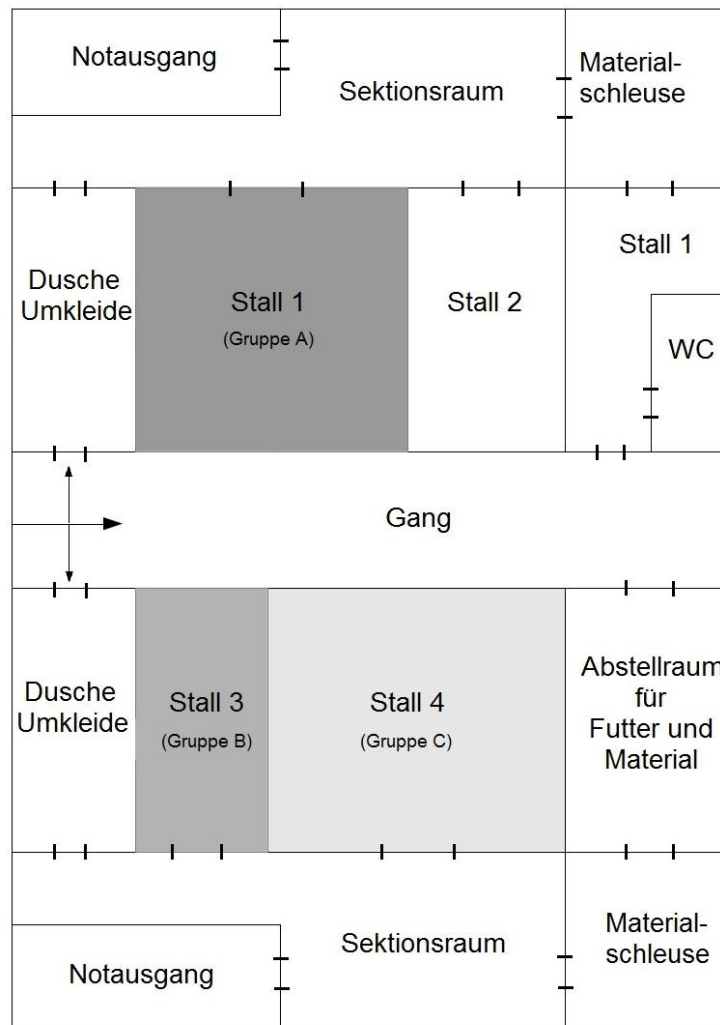 Notausgang
Sektionsraum
Material-
schleuse
Dusche
Umkleide
Stall 1
(Gruppe A)
Stall 2
Stall 1
WC
Gang
Dusche
Umkleide
Stall 3
(Gruppe B)
Stall 4
(Gruppe C)
Abstellraum
für
Futter und
Material
Notausgang
Sektionsraum
Material-
schleuse